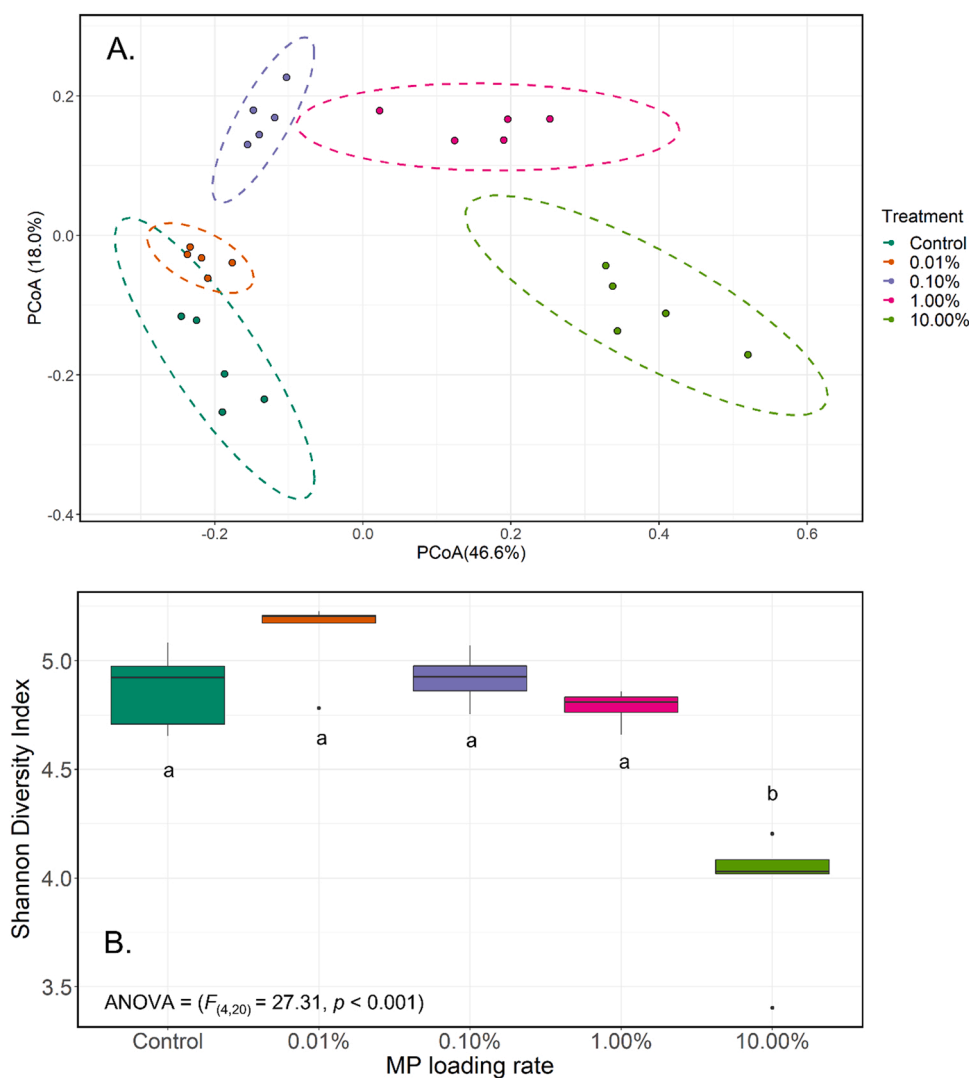 A.
0.2
0.0
-0.2
-0.4
PCoA (18.0%)
-0.2
0.0
0.2
0.4
0.6
PCoA(46.6%)
Treatment
Control
0.01%
0.10%
1.00%
10.00%
5.0
4.5
4.0
3.5
Shannon Diversity Index
a
a
a
a
b
B.
ANOVA = (F(4,20) = 27.31, p < 0.001)
Control
0.01%
0.10%
1.00%
10.00%
MP loading rate